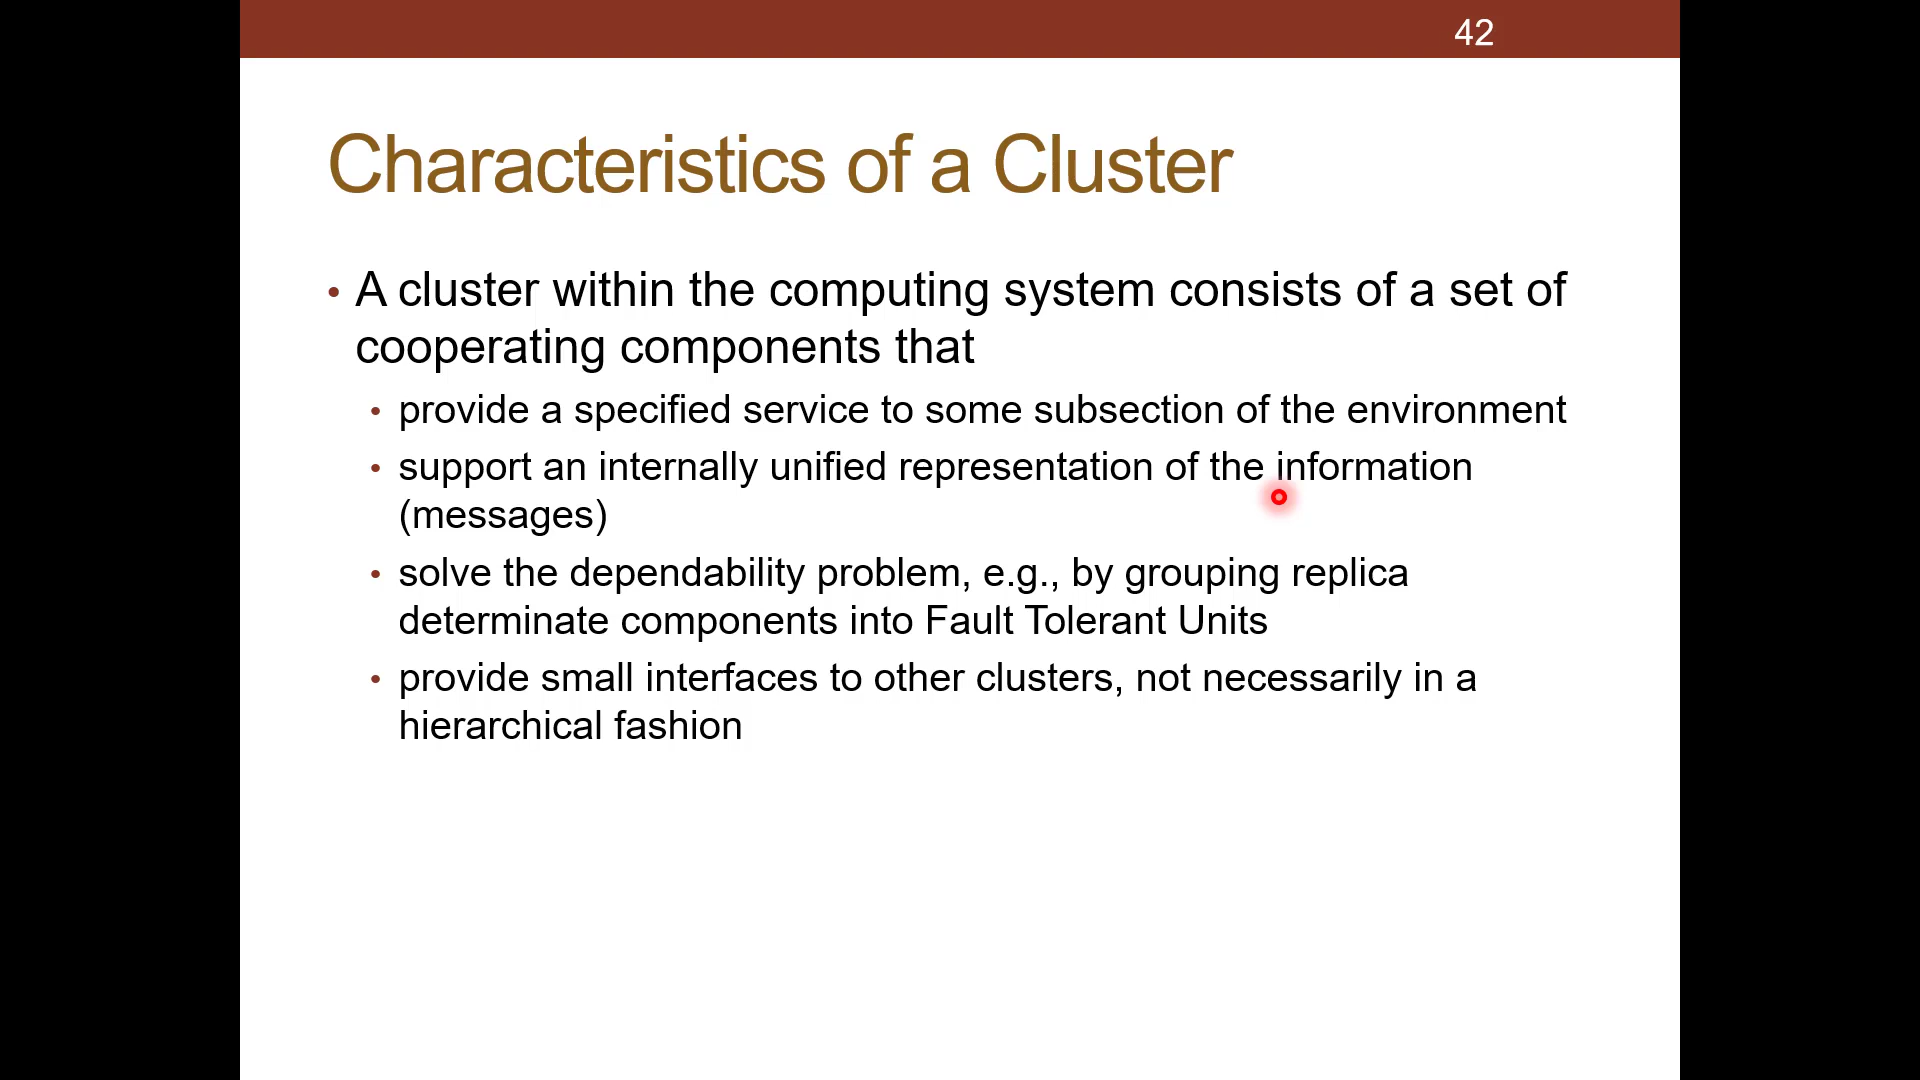 42
Characteristics of a Cluster
• A cluster within the computing system consists of a set of
cooperating components that
• provide a specified service to some subsection of the environment
• support an internally unified representation of the information
(messages)
• solve the dependability problem, e.g., by grouping replica
determinate components into Fault Tolerant Units
• provide small interfaces to other clusters, not necessarily in a
hierarchical fashion